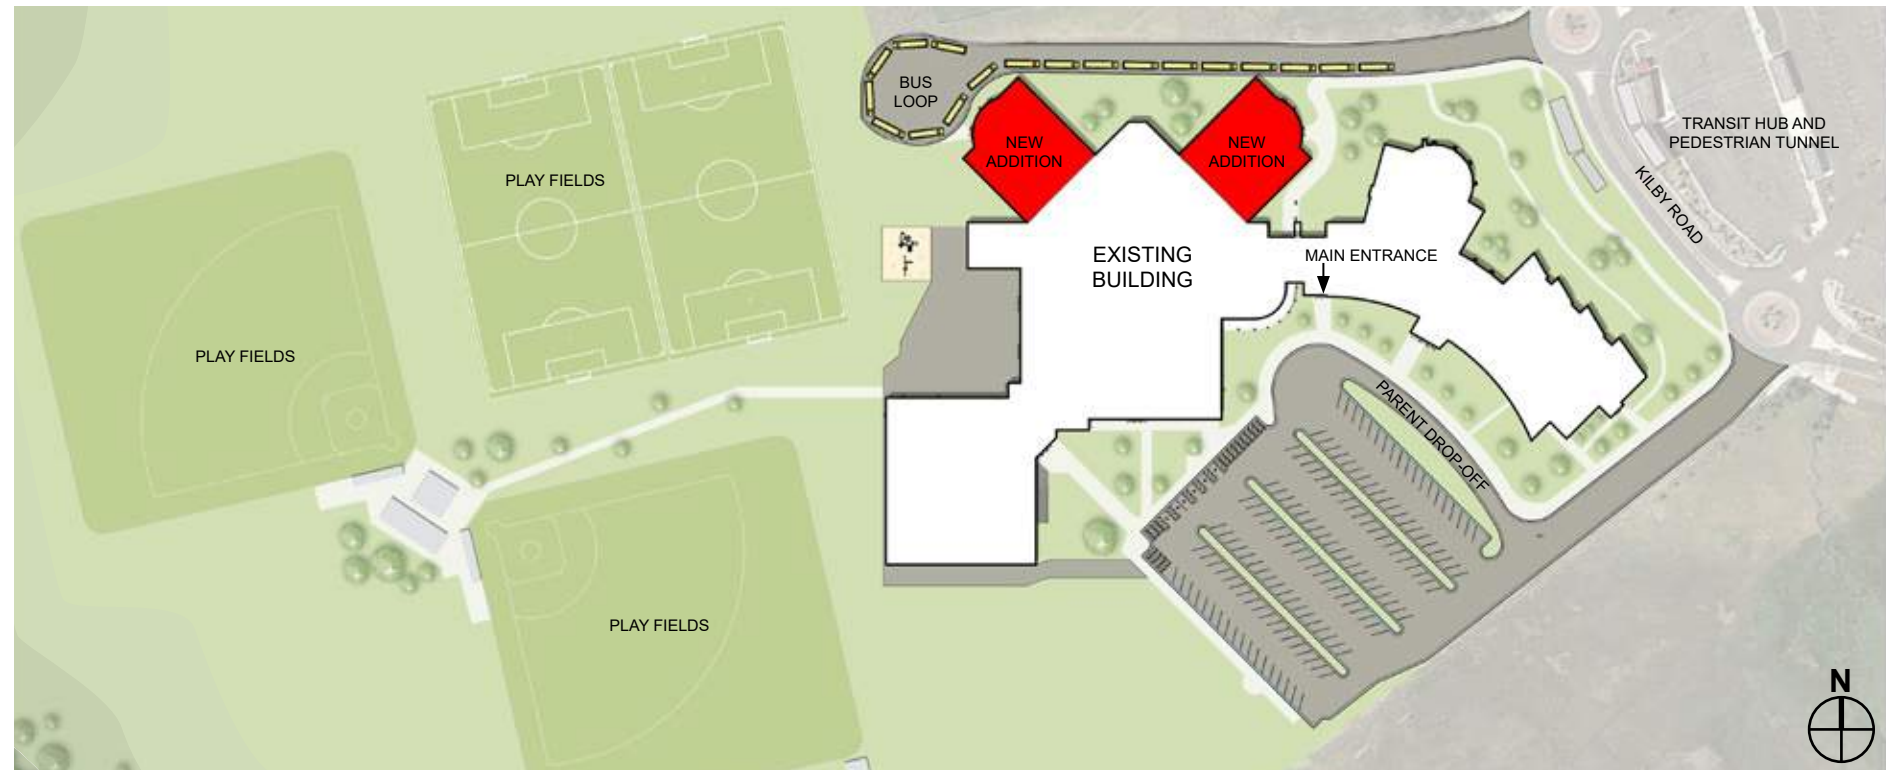 BUS
LOOP
NEW
ADDITION
NEW
ADDITION
TRANSIT HUB AND
PEDESTRIAN TUNNEL
KILBY ROAD
PLAY FIELDS
EXISTING
BUILDING
MAIN ENTRANCE
PLAY FIELDS
PARENT DROP-OFF
PLAY FIELDS
N